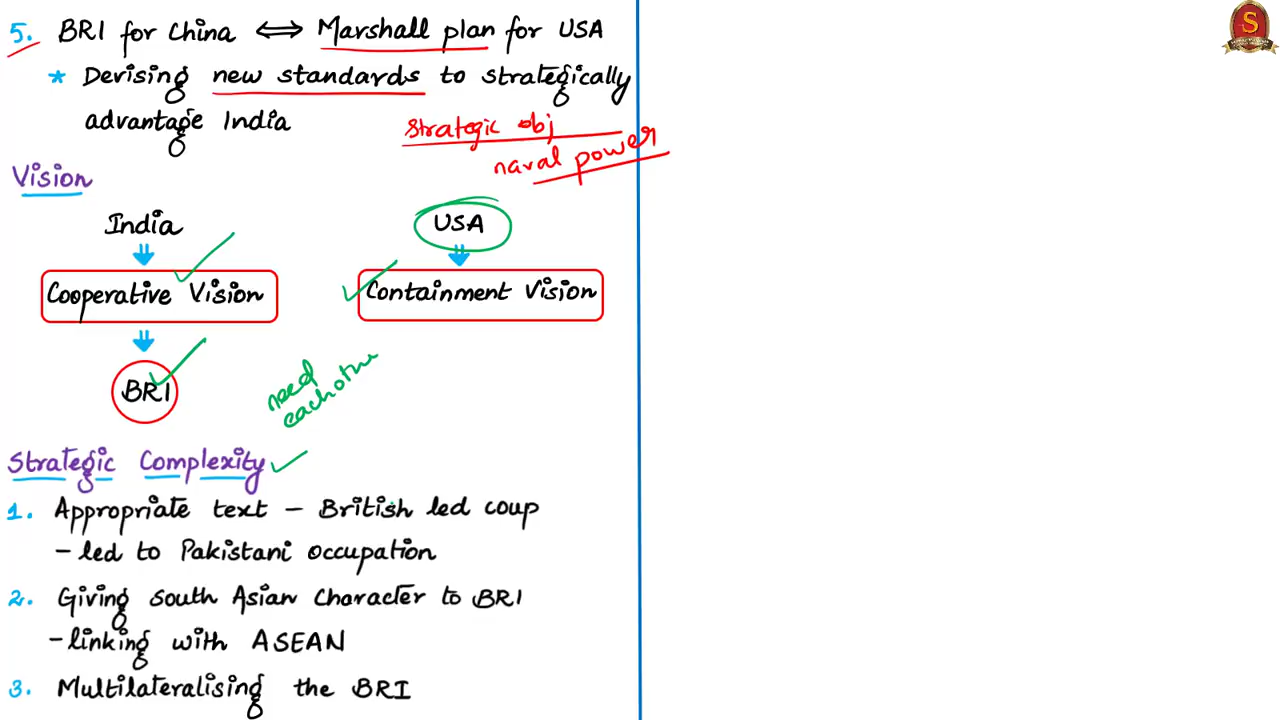 5. BRI for China ⟺ Marshall plan for USA
* Devising new standards to strategically
advantage India
strategic obj
naval power
Vision
India
USA
Cooperative Vision
Containment Vision
BRI
need
each othe
Strategic Complexity
1. Appropriate text – British led coup
– led to Pakistani occupation
2. Giving South Asian Character to BRI
– linking with ASEAN
3. Multilateralising the BRI
S